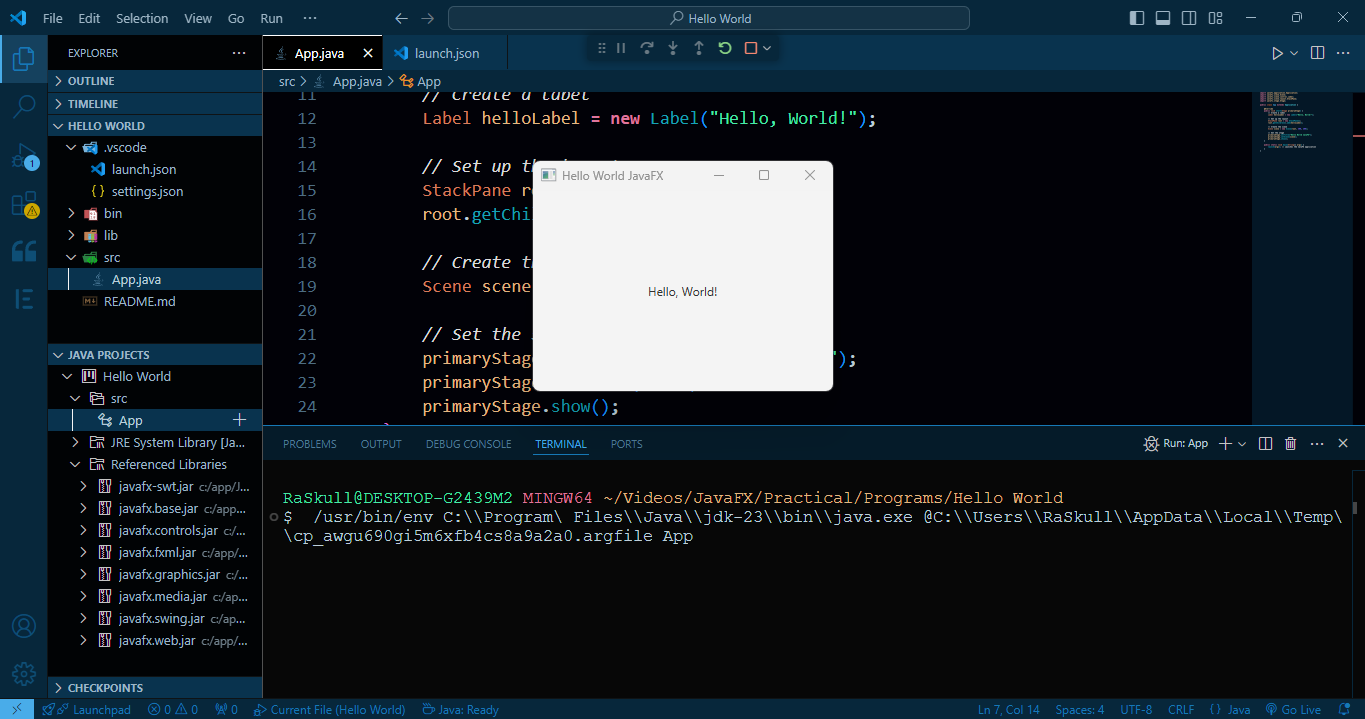 File Edit Selection View Go Run ··· Hello World
EXPLORER ···
OUTLINE
TIMELINE
HELLO WORLD
.vscode
launch.json
{ } settings.json
bin
lib
src
App.java
README.md
JAVA PROJECTS
Hello World
src
App
JRE System Library [Ja...
Referenced Libraries
javafx-swt.jar c:/app/J...
javafx.base.jar c:/app...
javafx.controls.jar c:/...
javafx.fxml.jar c:/app/...
javafx.graphics.jar c:/...
javafx.media.jar c:/ap...
javafx.swing.jar c:/ap...
javafx.web.jar c:/app/...
CHECKPOINTS
App.java launch.json
src > App.java > App
11 // Create a label
12 Label helloLabel = new Label("Hello, World!");
13
14 // Set up
15 StackPane
16 root.getChi
17
18 // Create
19 Scene scene
20
21 // Set the
22 primaryStag ");
23 primaryStag
24 primaryStage.show();
Hello World JavaFX
Hello, World!
PROBLEMS OUTPUT DEBUG CONSOLE TERMINAL PORTS Run: App
RaSkull@DESKTOP-G2439M2 MINGW64 ~/Videos/JavaFX/Practical/Programs/Hello World
$ /usr/bin/env C:\\Program\ Files\\Java\\jdk-23\\bin\\java.exe @C:\\Users\\RaSkull\\AppData\\Local\\Temp\
\cp_awgu690gi5m6xfb4cs8a9a2a0.argfile App
1
Launchpad 0 0 0 Current File (Hello World) Java: Ready Ln 7, Col 14 Spaces: 4 UTF-8 CRLF { } Java Go Live